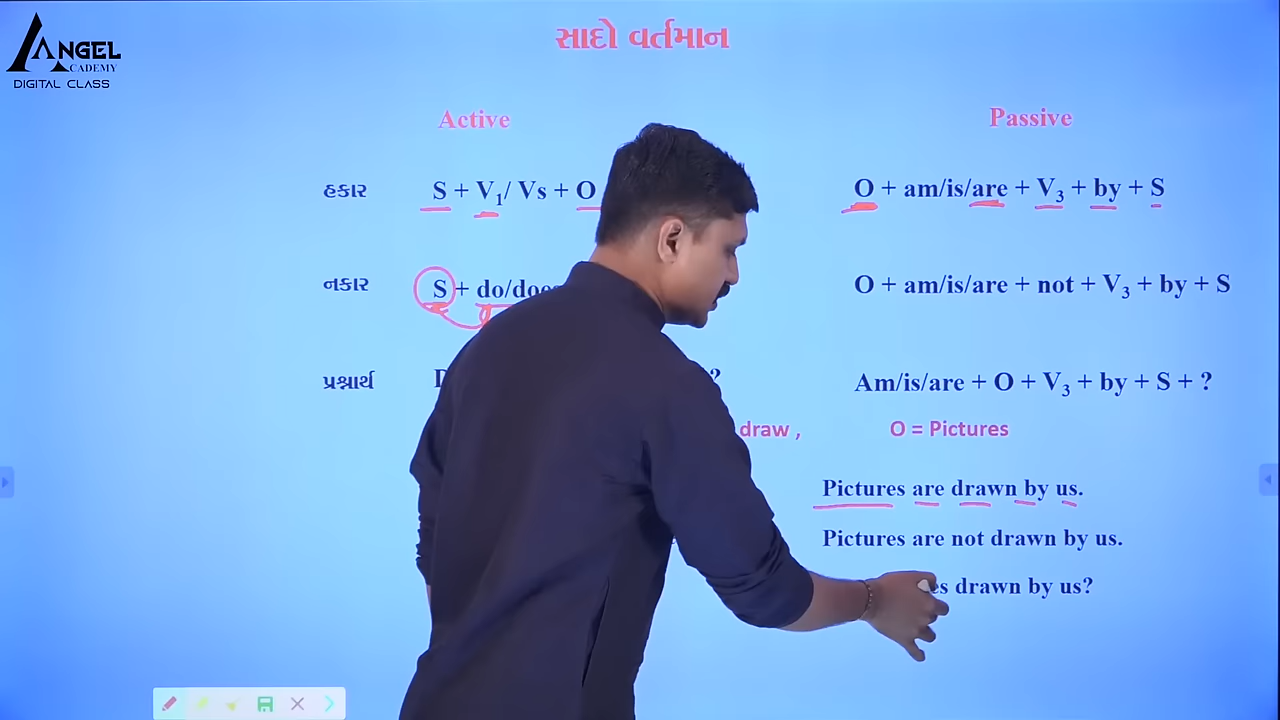 ANGEL
ACADEMY
DIGITAL CLASS
સાદો વર્તમાન
Active Passive
હકાર S + V1/ Vs + O O + am/is/are + V3 + by + S
નકાર S + do/does O + am/is/are + not + V3 + by + S
પ્રશ્નાર્થ ? Am/is/are + O + V3 + by + S + ?
draw , O = Pictures
Pictures are drawn by us.
Pictures are not drawn by us.
drawn by us?